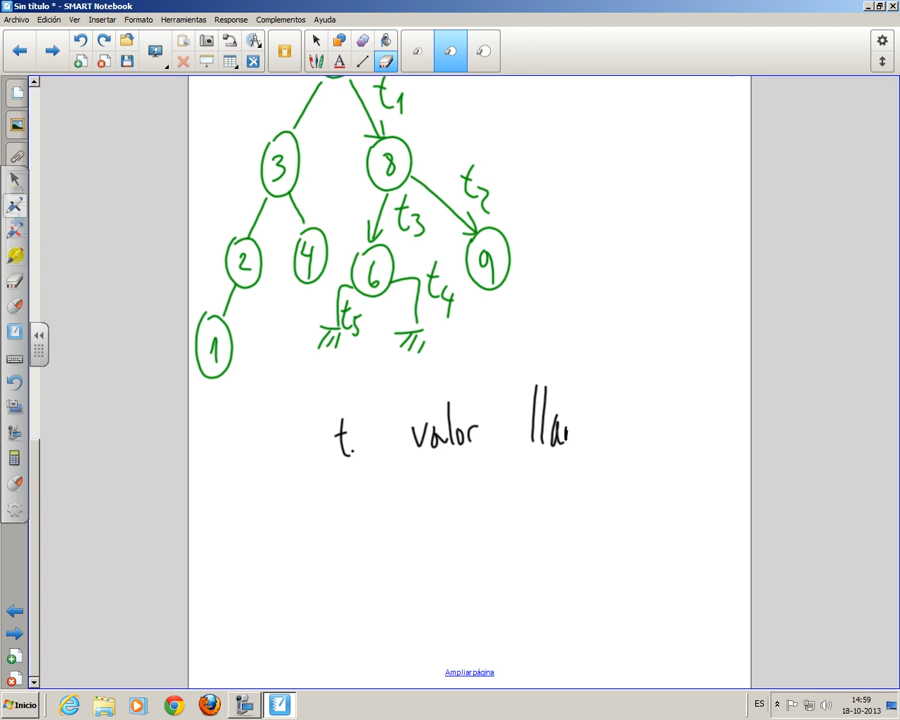 Sin título * - SMART Notebook
Archivo Edición Ver Insertar Formato Herramientas Response Complementos Ayuda
t1
3 8
t2
t3
2 4 6 9
t4
t5
1
t. valor lla
Ampliar página
Inicio ES 14:59
18-10-2013